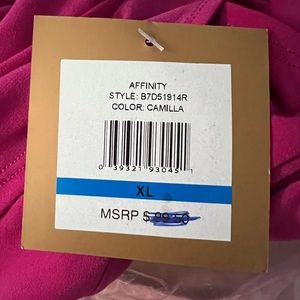 AFFINITY
STYLE: B7D51914R
COLOR: CAMILLA
0 39321 93045 1
XL
MSRP $